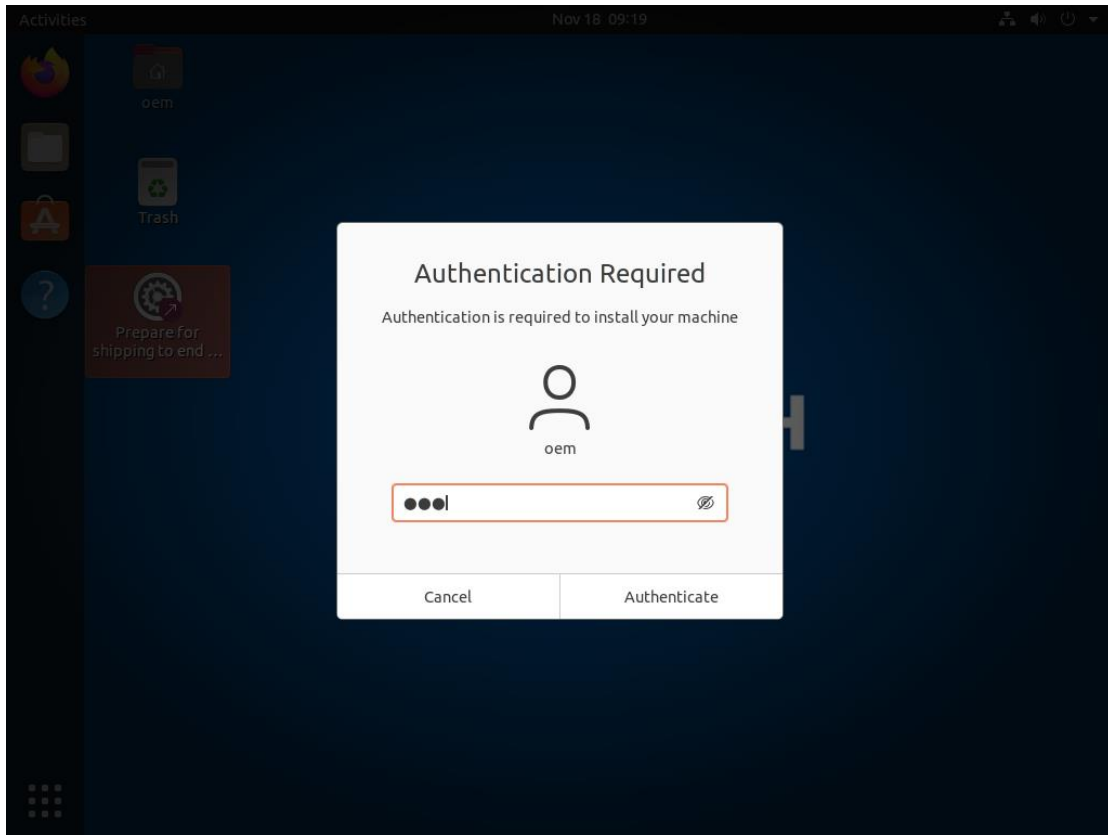 Activities
Nov 18 09:19
oem
Trash
Prepare for
shipping to end ...
Authentication Required
Authentication is required to install your machine
oem
Cancel
Authenticate
H